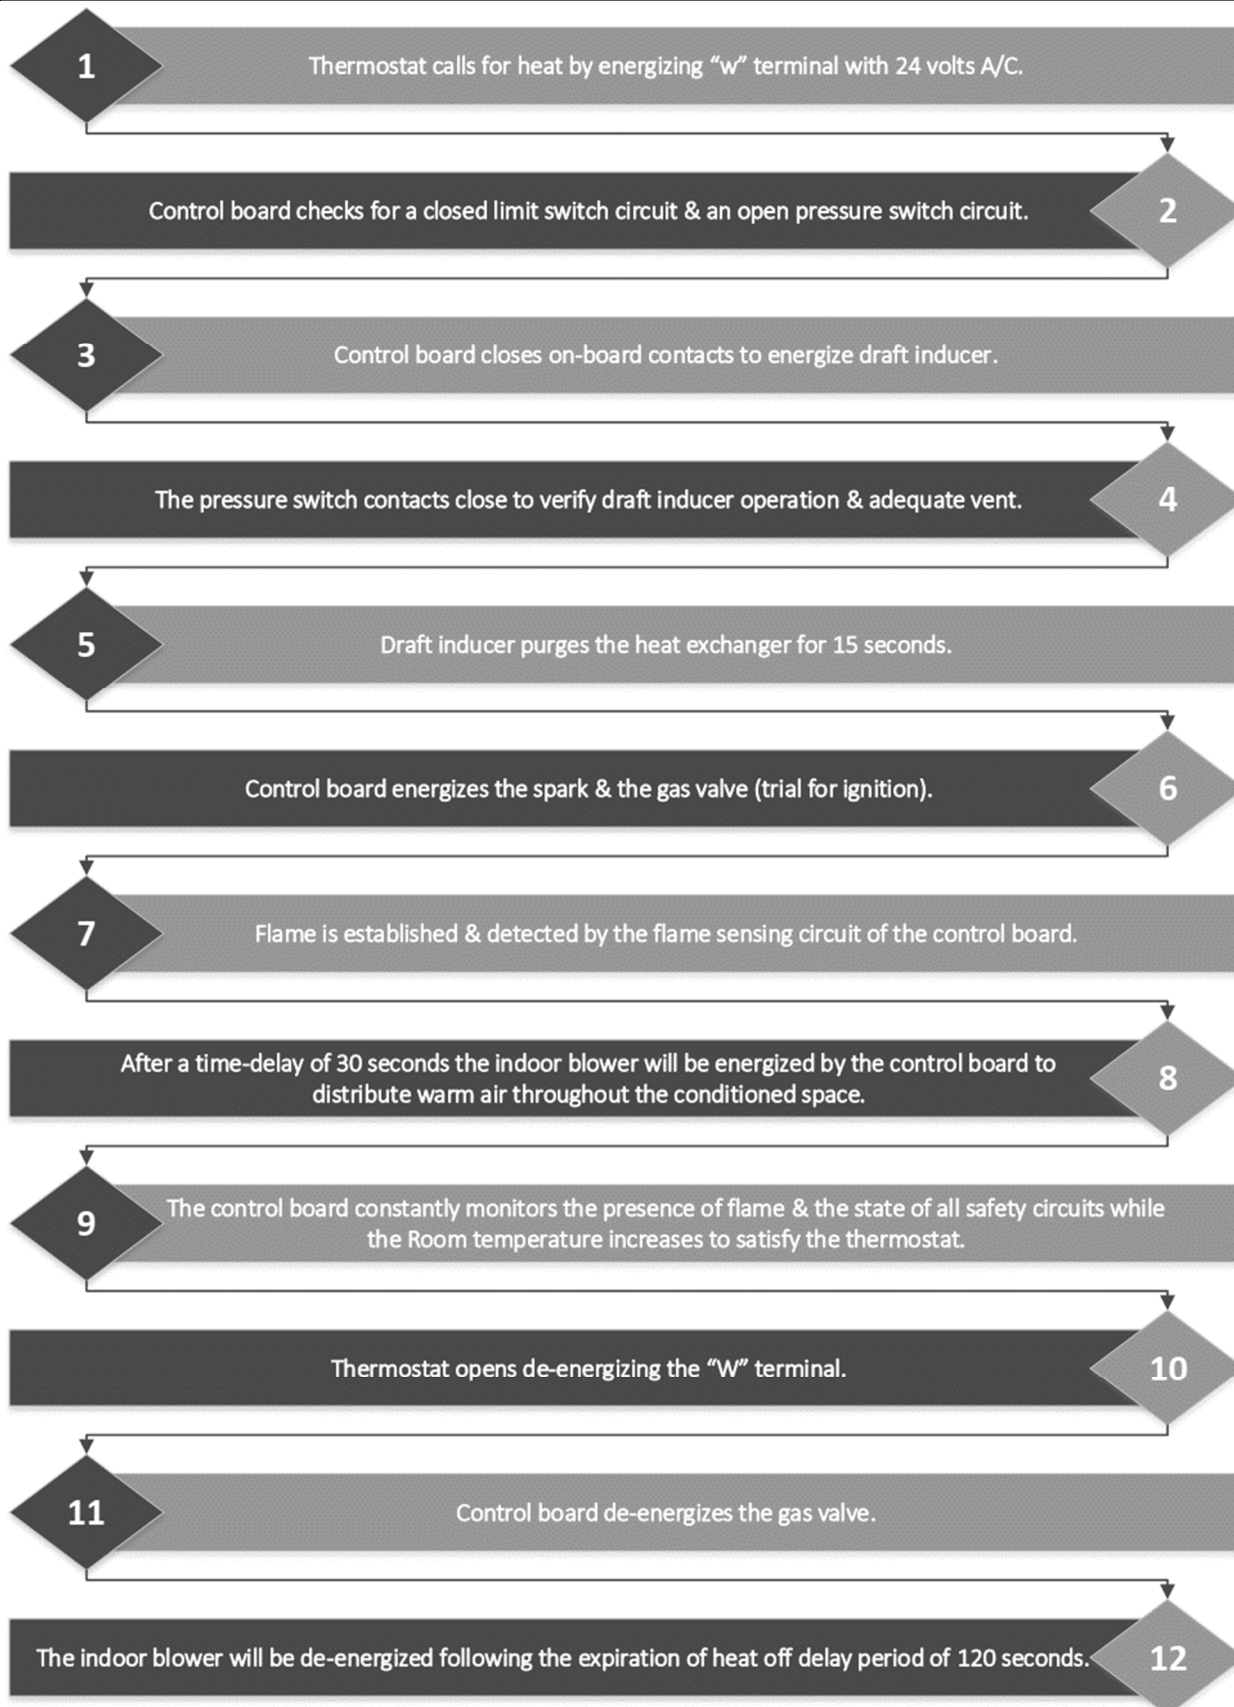 1
Thermostat calls for heat by energizing “w” terminal with 24 volts A/C.
Control board checks for a closed limit switch circuit & an open pressure switch circuit.
2
3
Control board closes on-board contacts to energize draft inducer.
The pressure switch contacts close to verify draft inducer operation & adequate vent.
4
5
Draft inducer purges the heat exchanger for 15 seconds.
Control board energizes the spark & the gas valve (trial for ignition).
6
7
Flame is established & detected by the flame sensing circuit of the control board.
After a time-delay of 30 seconds the indoor blower will be energized by the control board to
distribute warm air throughout the conditioned space.
8
9
The control board constantly monitors the presence of flame & the state of all safety circuits while
the Room temperature increases to satisfy the thermostat.
Thermostat opens de-energizing the “W” terminal.
10
11
Control board de-energizes the gas valve.
The indoor blower will be de-energized following the expiration of heat off delay period of 120 seconds.
12